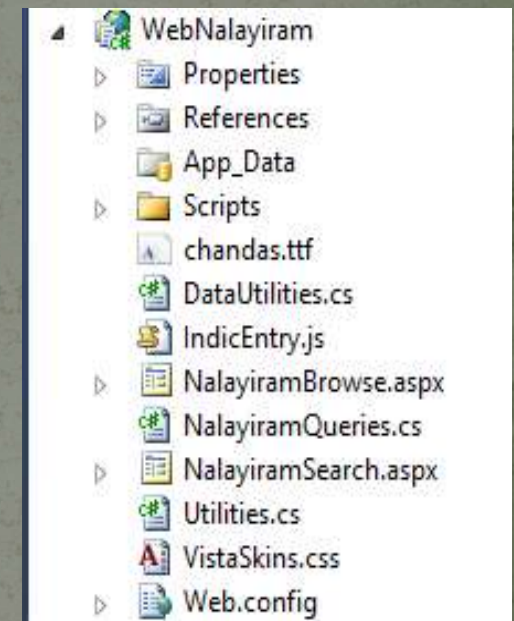 WebNalayiram
Properties
References
App_Data
Scripts
chandas.ttf
DataUtilities.cs
IndicEntry.js
NalayiramBrowse.aspx
NalayiramQueries.cs
NalayiramSearch.aspx
Utilities.cs
VistaSkins.css
Web.config